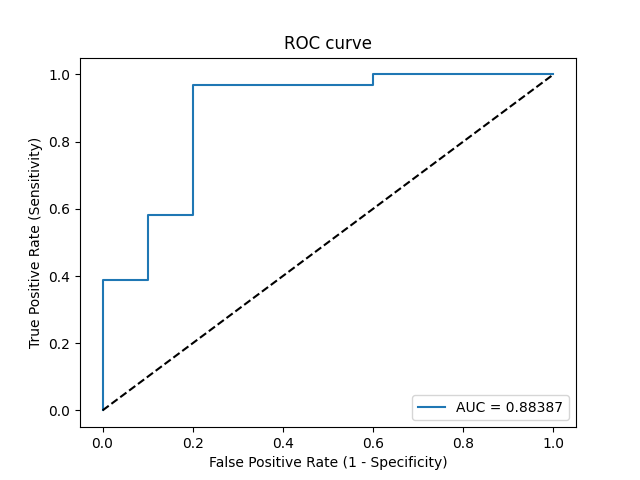 ROC curve
True Positive Rate (Sensitivity)
1.0
0.8
0.6
0.4
0.2
0.0
AUC = 0.88387
0.0 0.2 0.4 0.6 0.8 1.0
False Positive Rate (1 - Specificity)